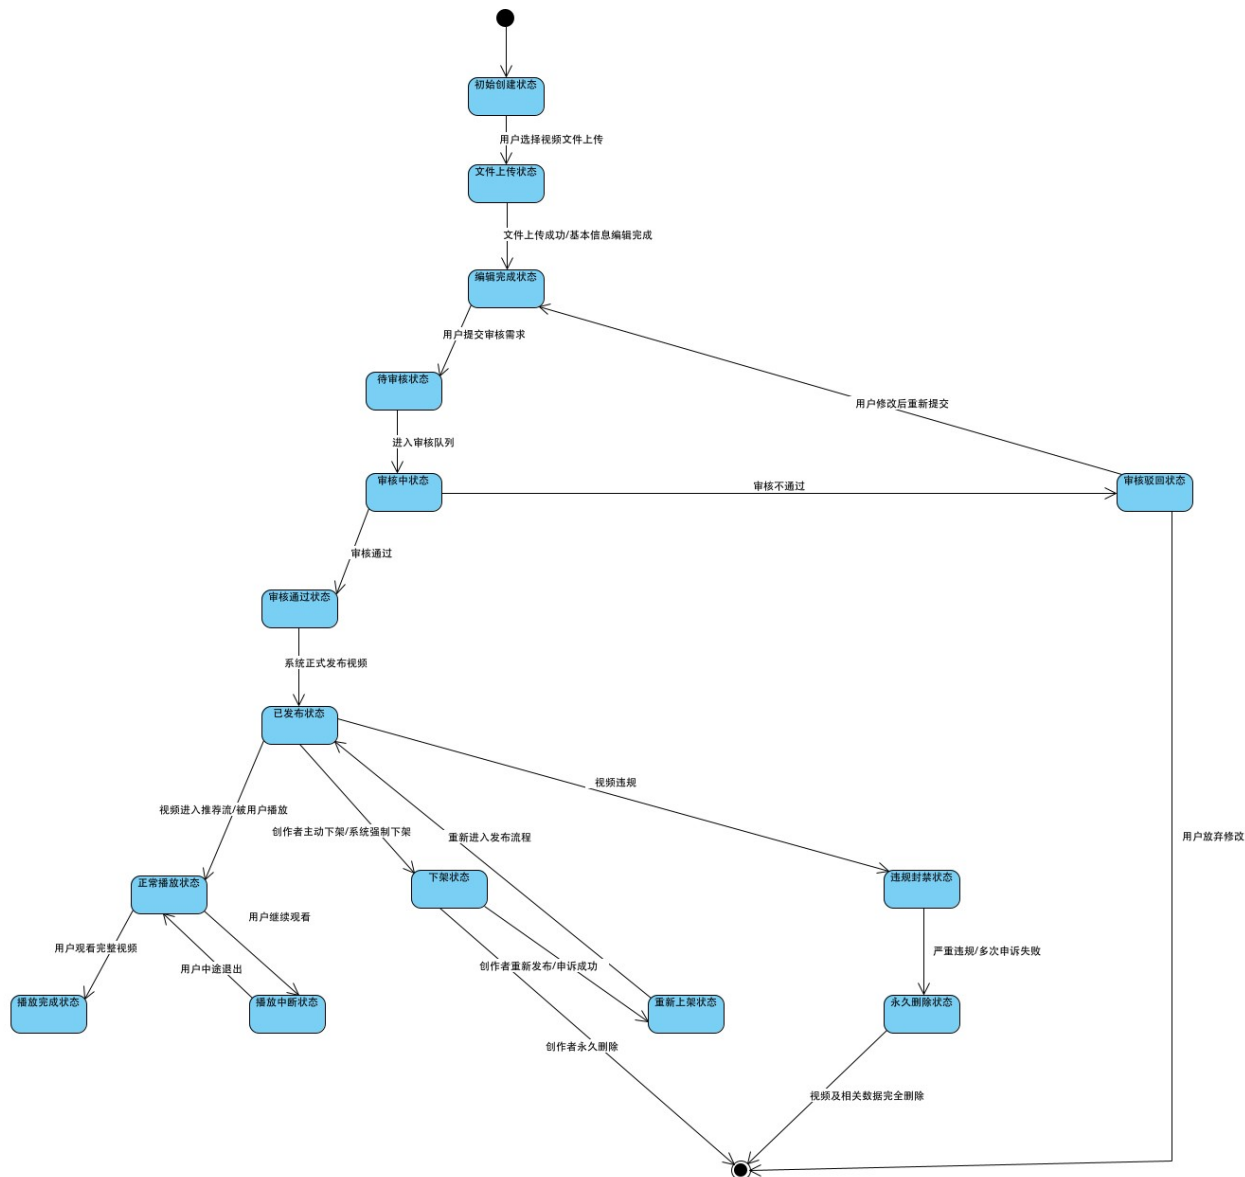 初始创建状态
用户选择视频文件上传
文件上传状态
文件上传成功/基本信息编辑完成
编辑完成状态
用户提交审核需求
待审核状态
用户修改后重新提交
进入审核队列
审核中状态
审核不通过
审核驳回状态
审核通过
审核通过状态
系统正式发布视频
已发布状态
视频违规
视频进入推荐流/被用户播放
创作者主动下架/系统强制下架
重新进入发布流程
用户放弃修改
正常播放状态
下架状态
违规封禁状态
用户继续观看
用户观看完整视频
用户中途退出
创作者重新发布/申诉成功
严重违规/多次申诉失败
播放完成状态
播放中断状态
重新上架状态
永久删除状态
创作者永久删除
视频及相关数据完全删除